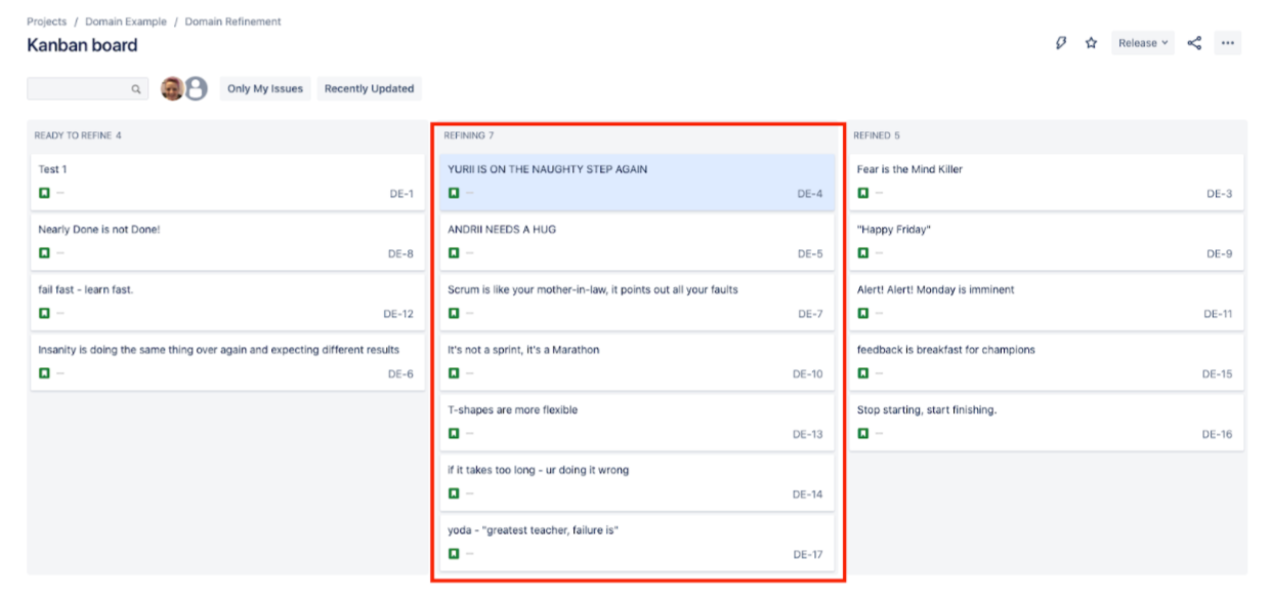 Projects / Domain Example / Domain Refinement
Kanban board
Release
Only My Issues
Recently Updated
READY TO REFINE 4
Test 1
DE-1
Nearly Done is not Done!
DE-8
fail fast - learn fast.
DE-12
Insanity is doing the same thing over again and expecting different results
DE-6
REFINING 7
YURII IS ON THE NAUGHTY STEP AGAIN
DE-4
ANDRII NEEDS A HUG
DE-5
Scrum is like your mother-in-law, it points out all your faults
DE-7
It's not a sprint, it's a Marathon
DE-10
T-shapes are more flexible
DE-13
if it takes too long - ur doing it wrong
DE-14
yoda - "greatest teacher, failure is"
DE-17
REFINED 5
Fear is the Mind Killer
DE-3
"Happy Friday"
DE-9
Alert! Alert! Monday is imminent
DE-11
feedback is breakfast for champions
DE-15
Stop starting, start finishing.
DE-16